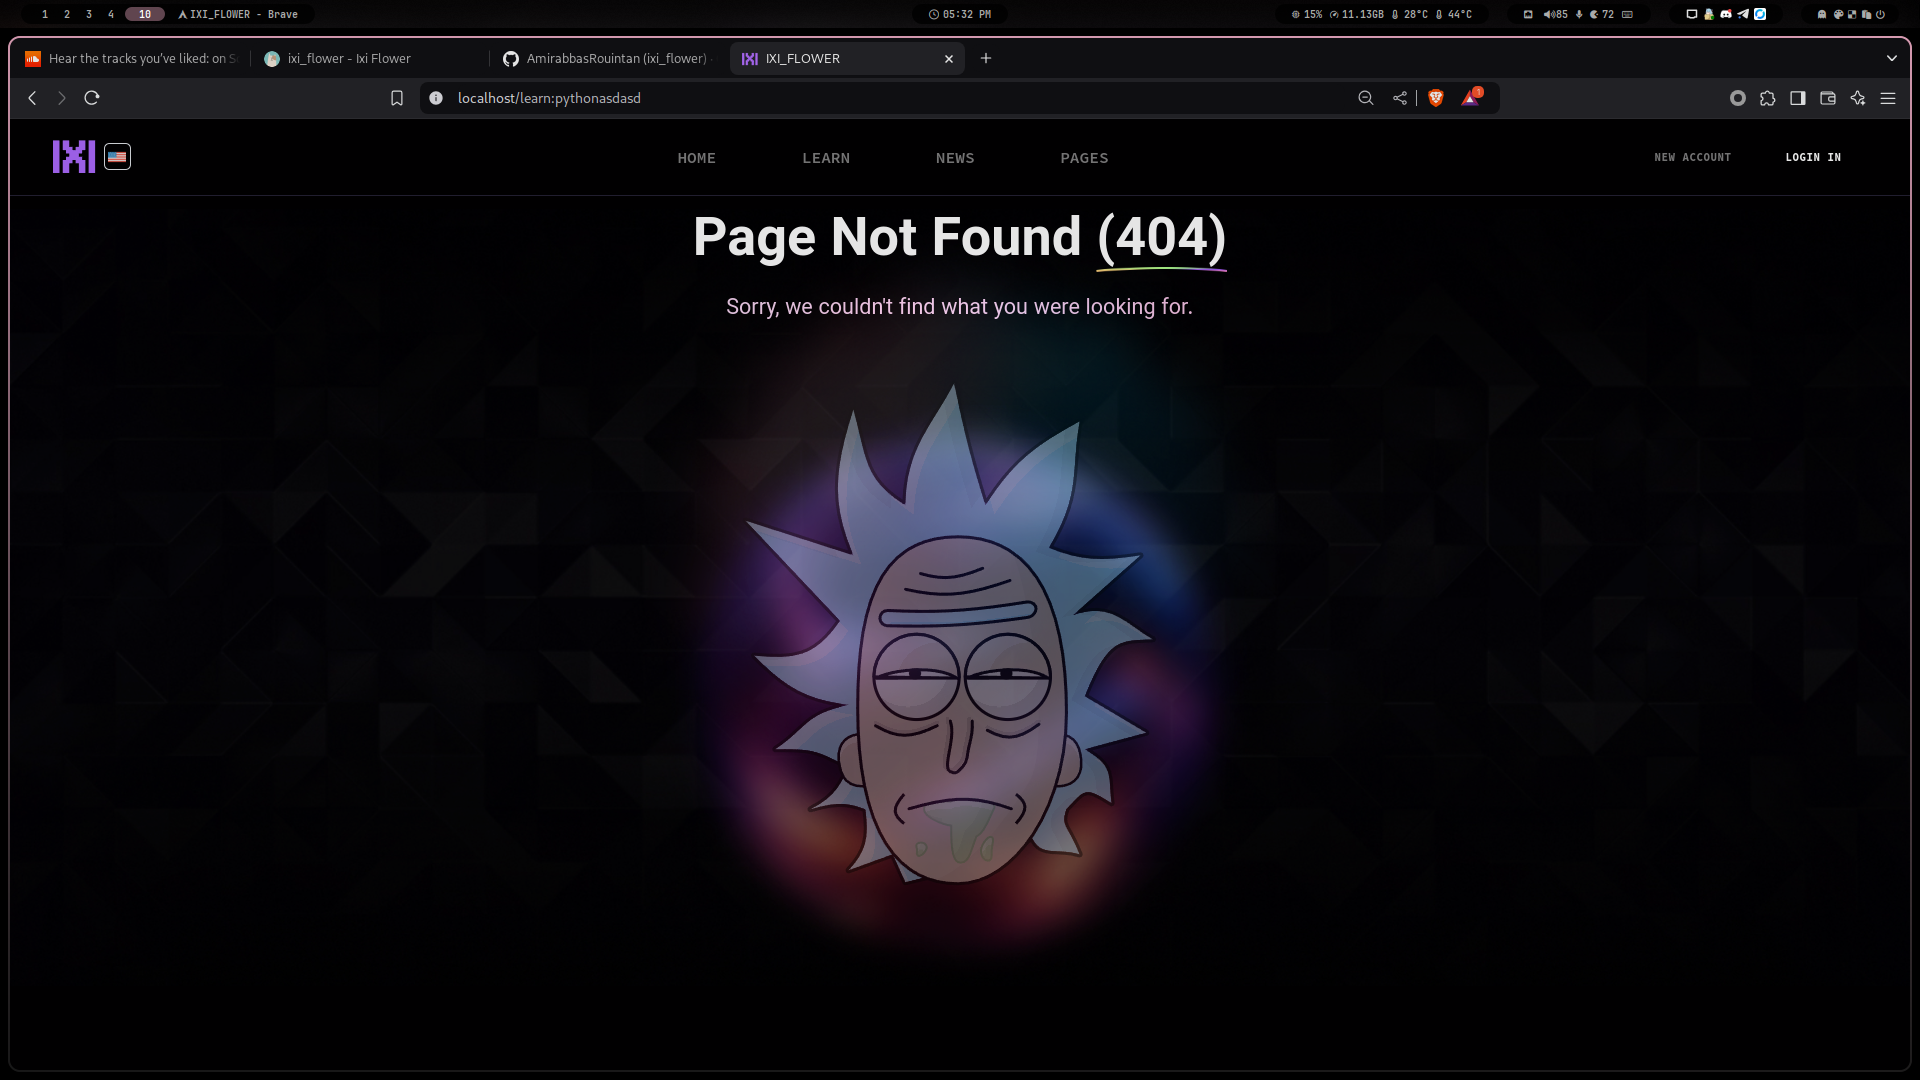 1 2 3 4 10 IXI_FLOWER - Brave 05:32 PM 15% 11.13GB 28°C 44°C 85 72
Hear the tracks you've liked: on S ixi_flower - Ixi Flower AmirabbasRouintan (ixi_flower) IXI_FLOWER
localhost/learn:pythonasdasd 1
IXI HOME LEARN NEWS PAGES NEW ACCOUNT LOGIN IN
Page Not Found (404)
Sorry, we couldn't find what you were looking for.